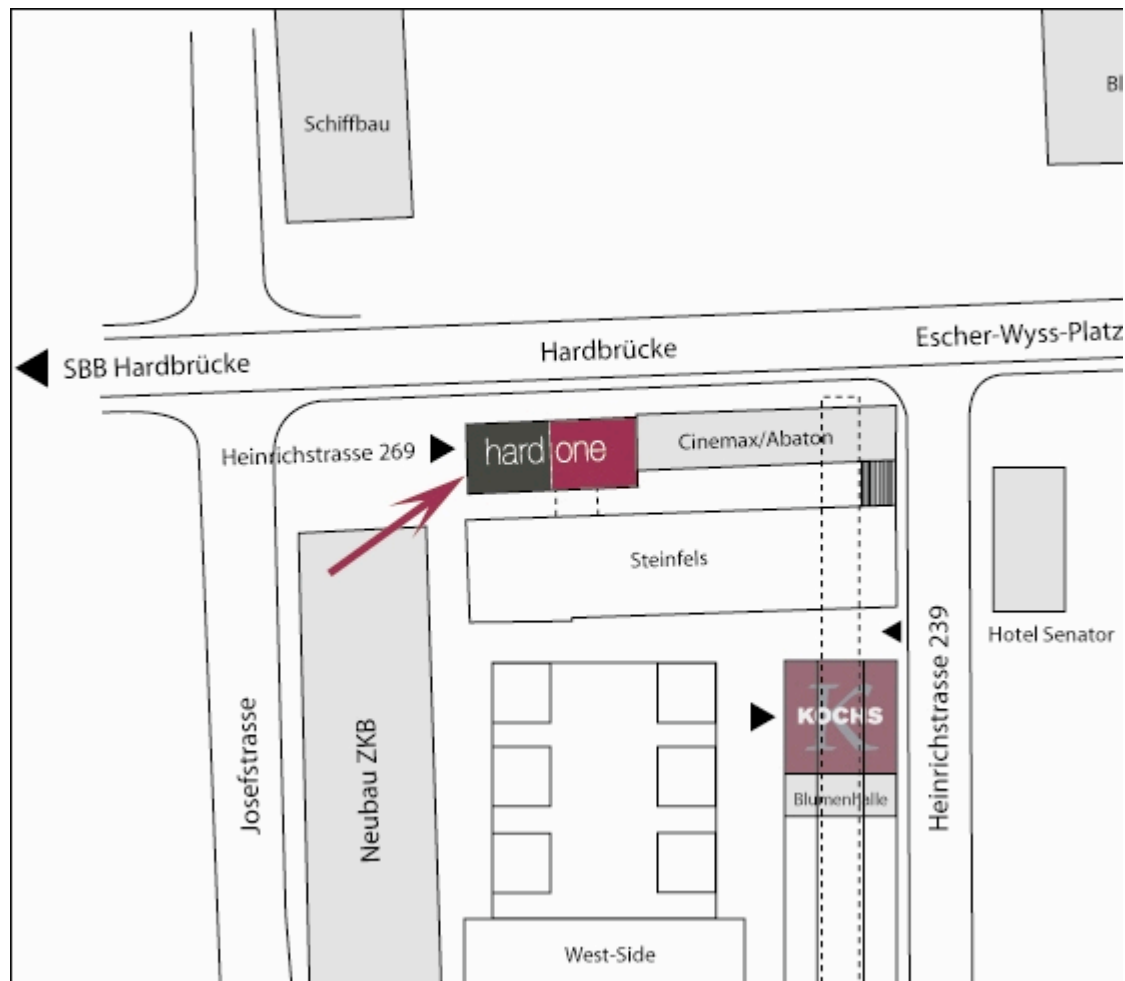 Schiffbau
Bl
Escher-Wyss-Platz
Hardbrücke
SBB Hardbrücke
Heinrichstrasse 269
hard one
Cinemax/Abaton
Steinfels
Hotel Senator
Heinrichstrasse 239
KOCHS
K
Josefstrasse
Neubau ZKB
Blumenhalle
West-Side